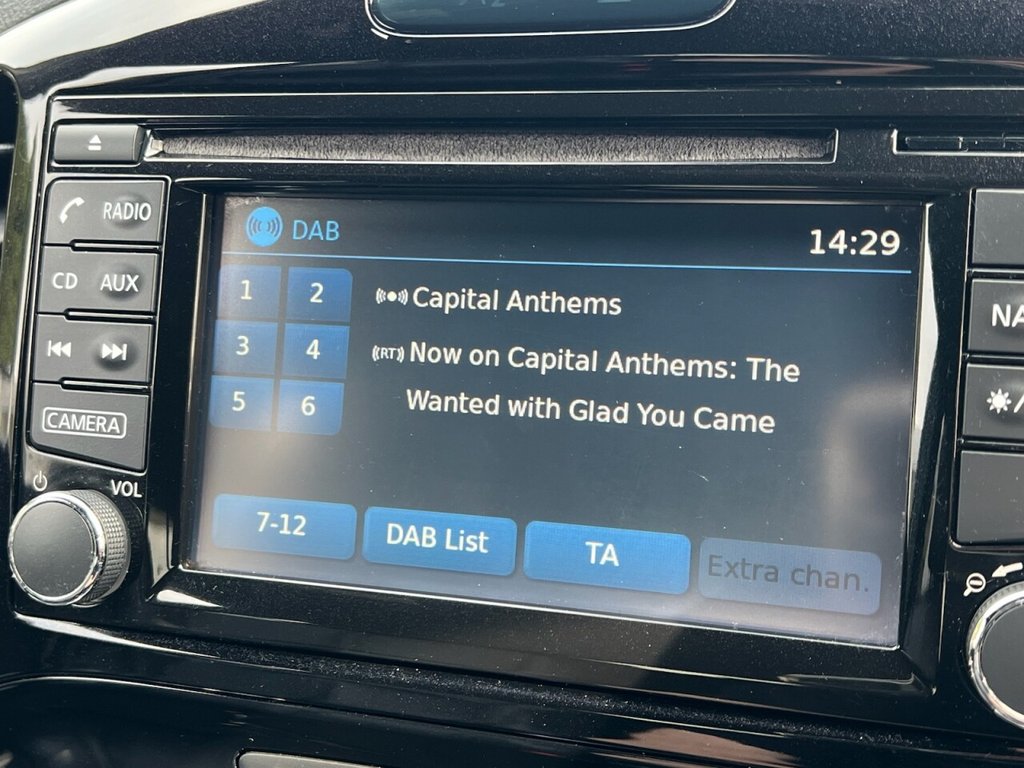 RADIO
CD AUX
CAMERA
VOL
DAB
14:29
1 2
3 4
5 6
Capital Anthems
(RT) Now on Capital Anthems: The
Wanted with Glad You Came
7-12
DAB List
TA
Extra chan.